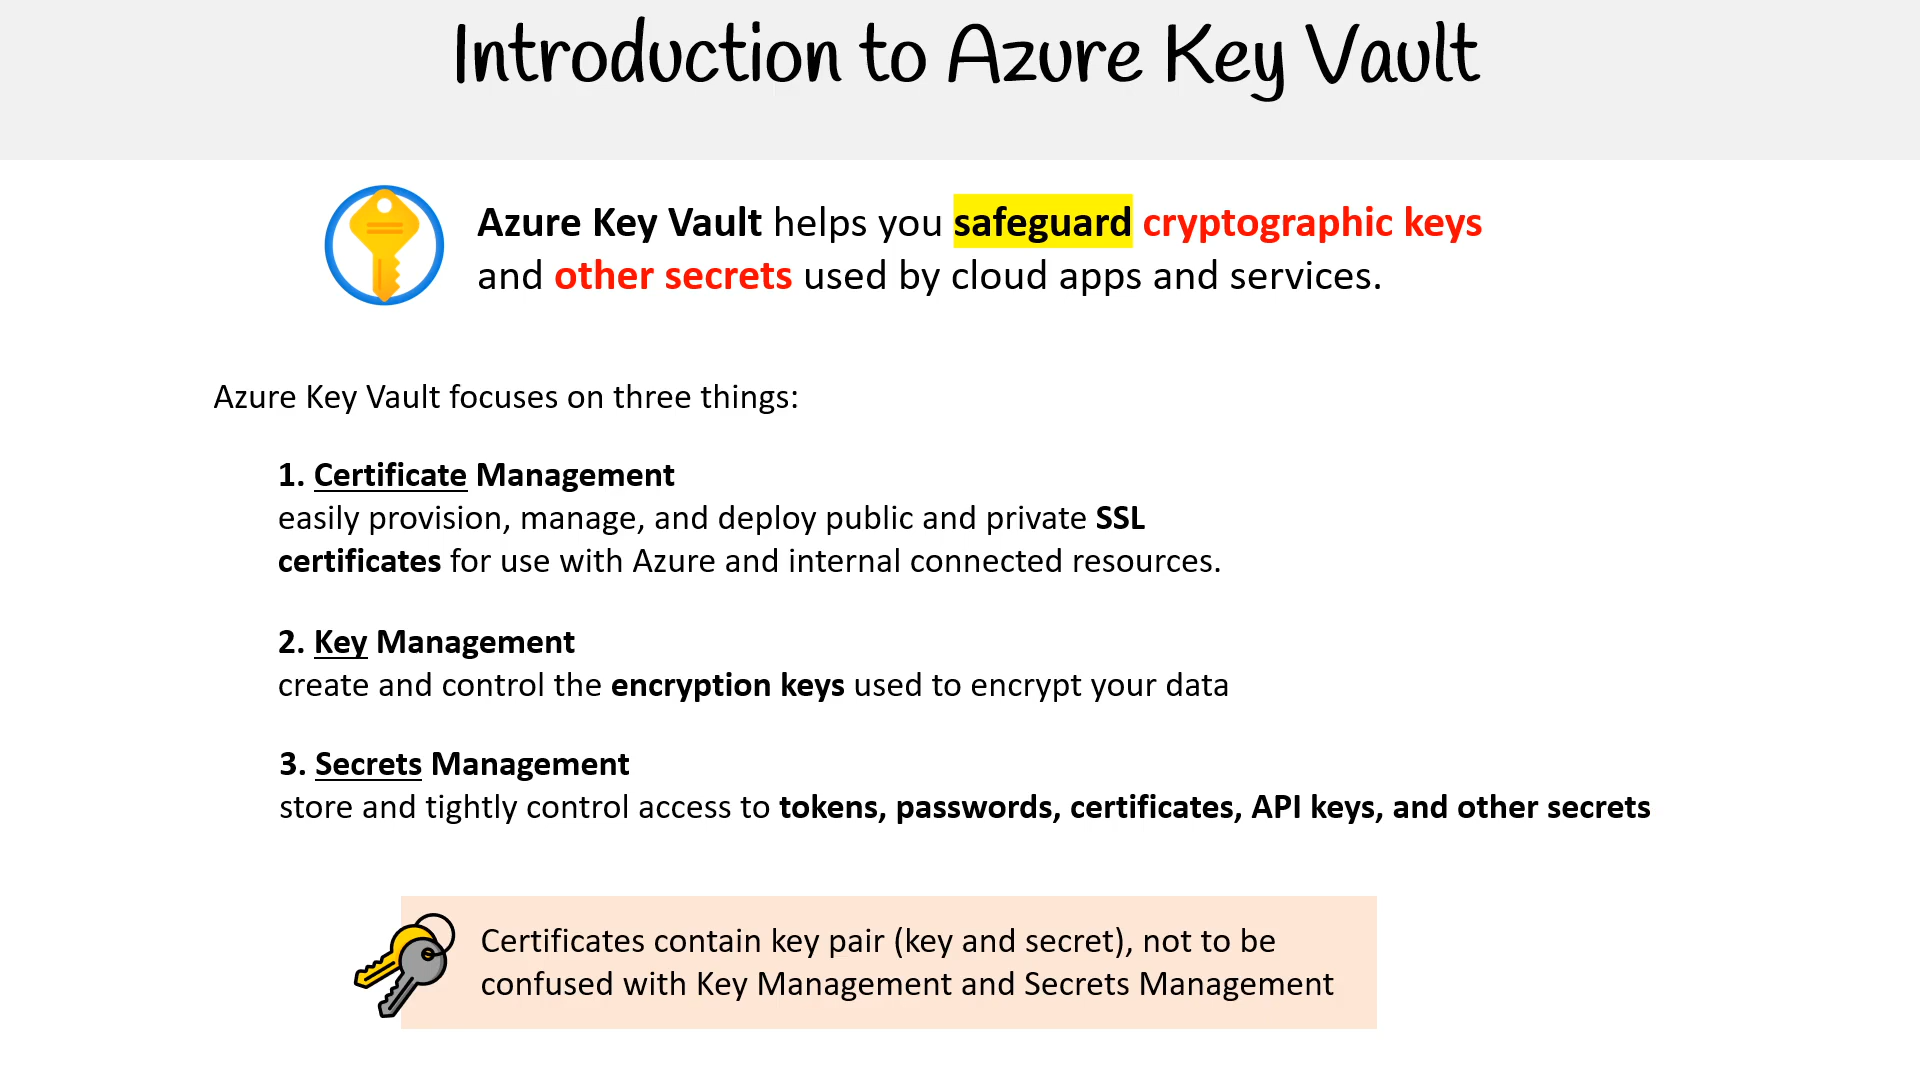 Introduction to Azure Key Vault
Azure Key Vault helps you safeguard cryptographic keys
and other secrets used by cloud apps and services.
Azure Key Vault focuses on three things:
1. Certificate Management
easily provision, manage, and deploy public and private SSL
certificates for use with Azure and internal connected resources.
2. Key Management
create and control the encryption keys used to encrypt your data
3. Secrets Management
store and tightly control access to tokens, passwords, certificates, API keys, and other secrets
Certificates contain key pair (key and secret), not to be
confused with Key Management and Secrets Management